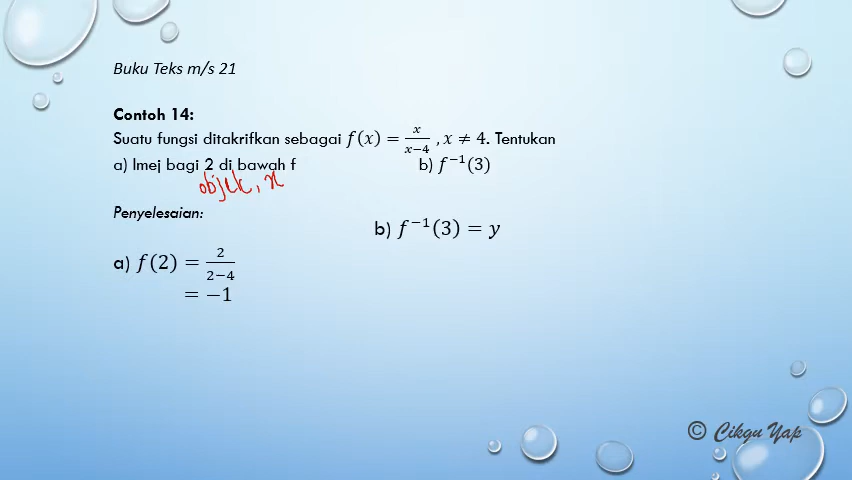 Buku Teks m/s 21
Contoh 14:
Suatu fungsi ditakrifkan sebagai f(x) = x/(x−4), x ≠ 4. Tentukan
a) Imej bagi 2 di bawah f b) f⁻¹(3)
objek, x
Penyelesaian:
b) f⁻¹(3) = y
a) f(2) = 2/(2−4)
= −1
© Cikgu Yap